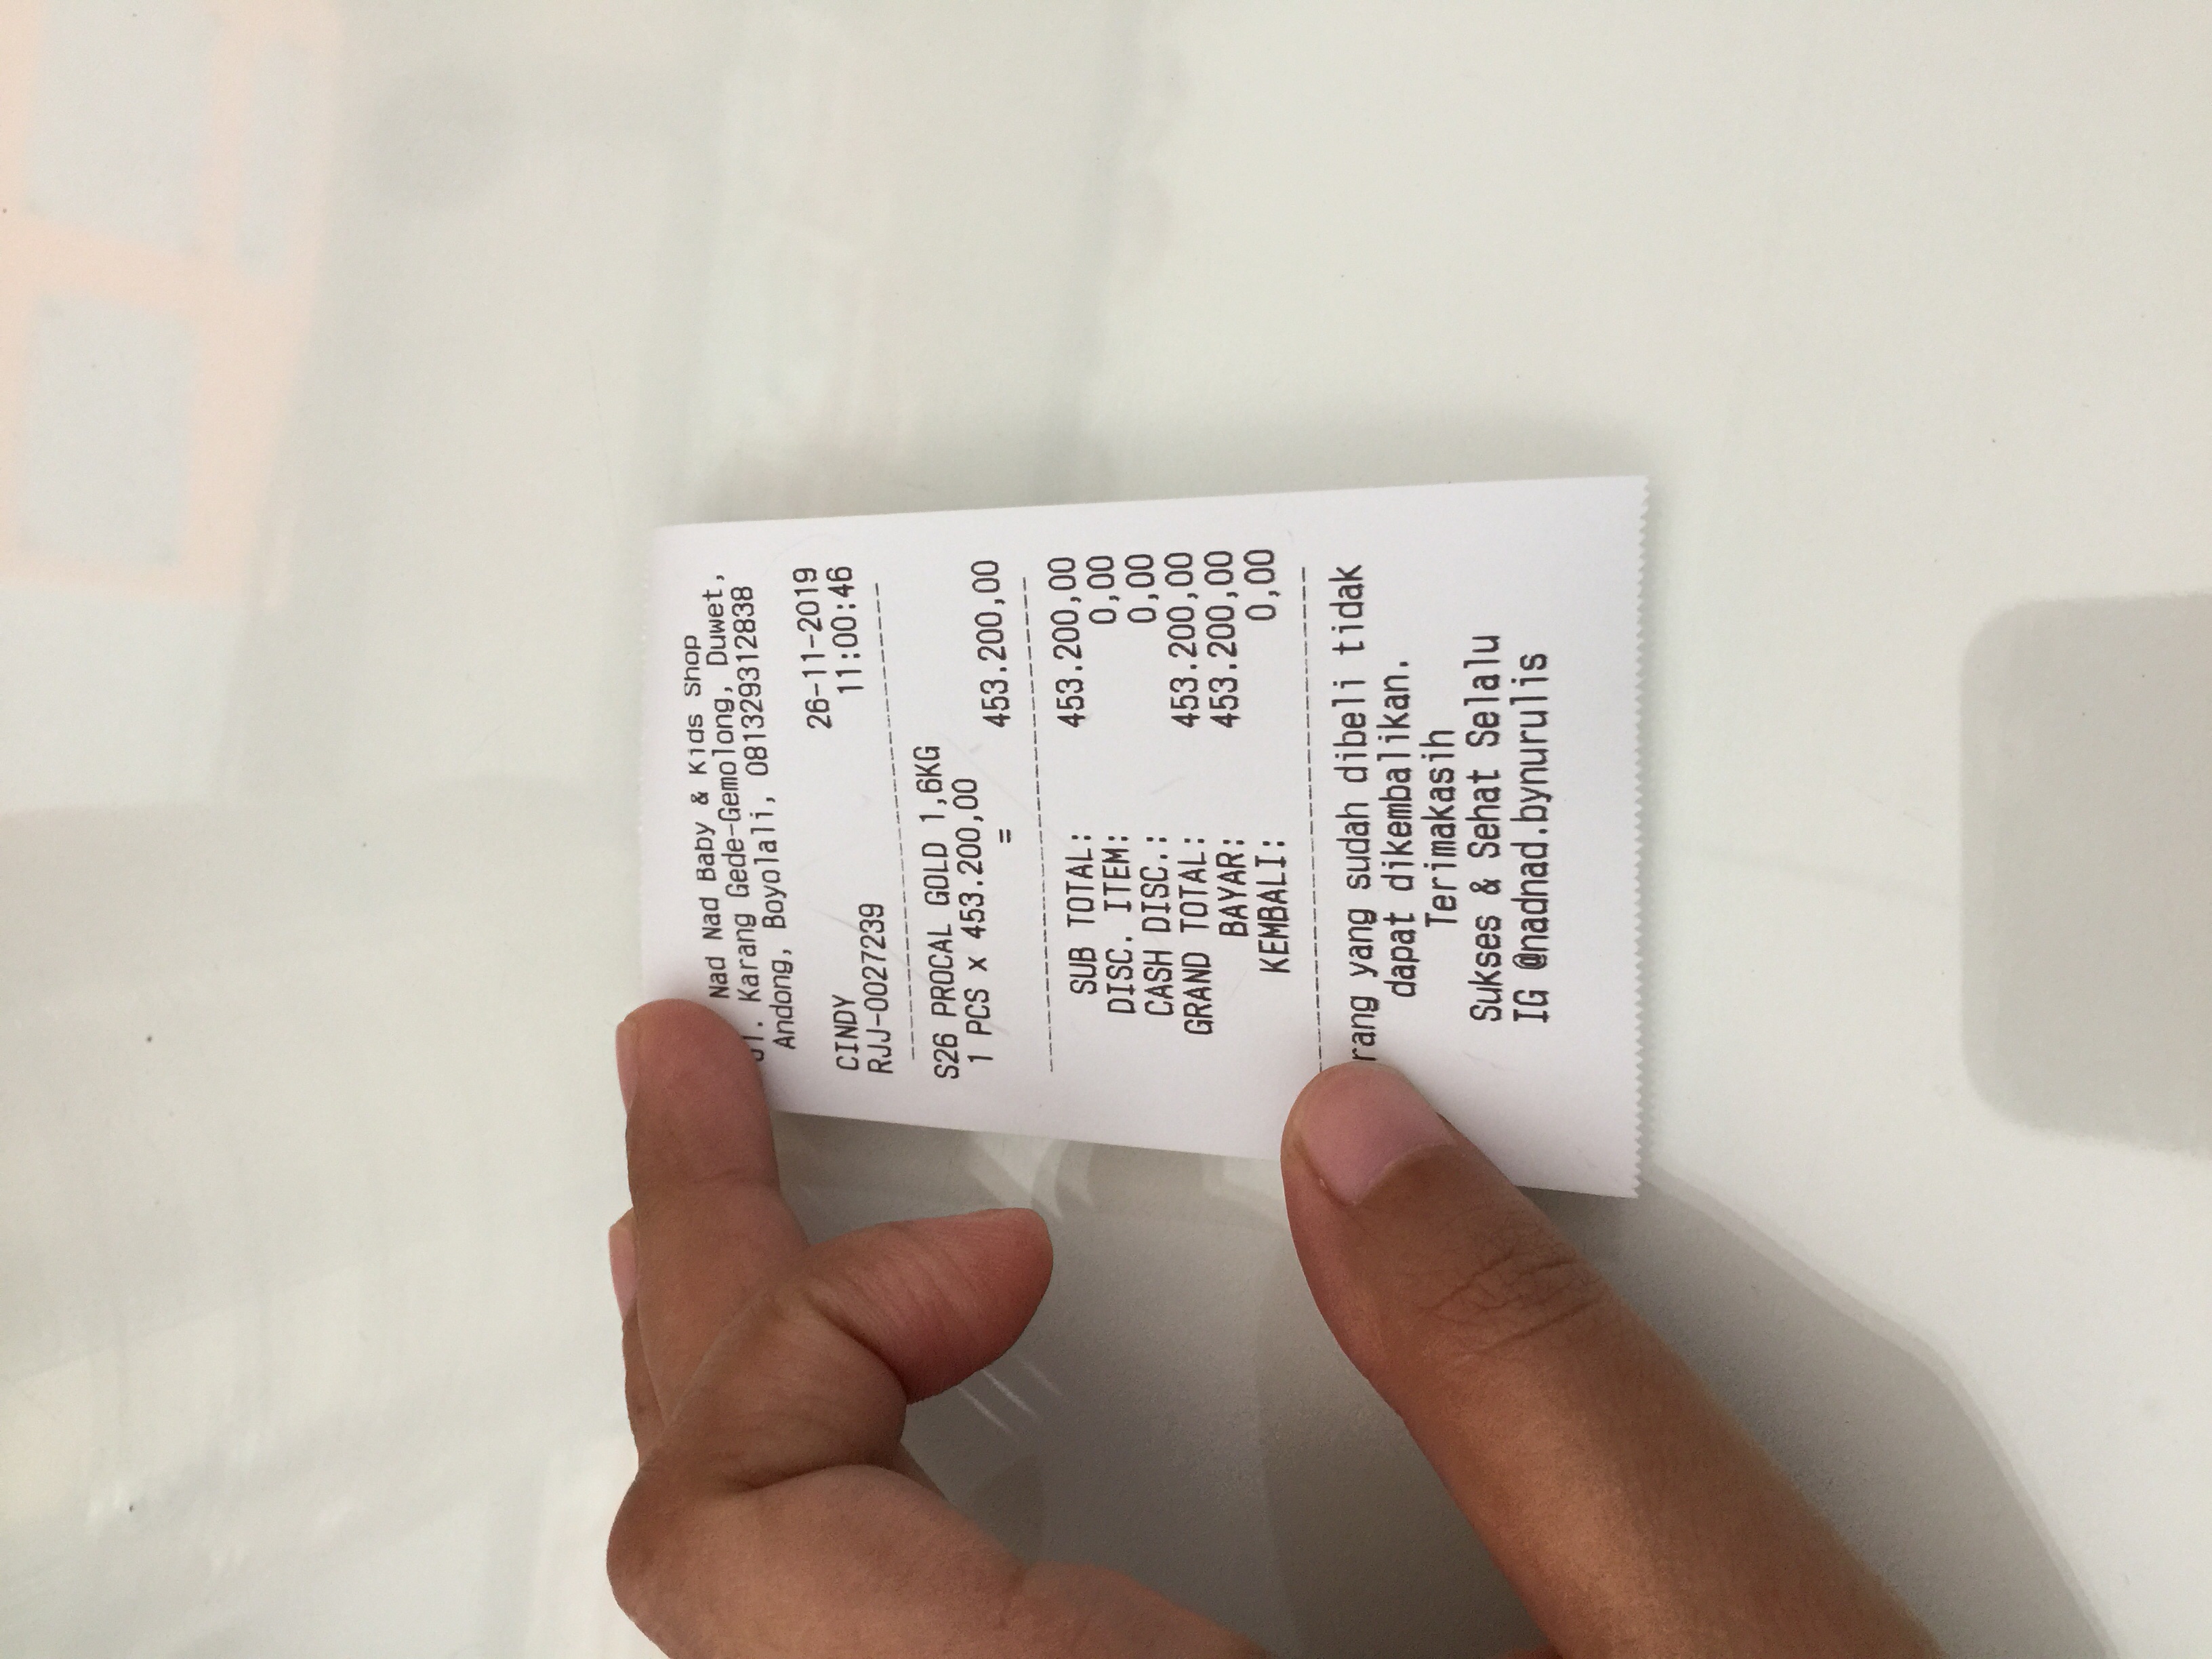 Nad Nad Baby & Kids Shop
Jl. Karang Gede-Gemolong, Duwet,
Andong, Boyolali, 081329312838
26-11-2019
CINDY 11:00:46
RJJ-0027239
S26 PROCAL GOLD 1,6KG
1 PCS x 453.200,00
= 453.200,00
SUB TOTAL: 453.200,00
DISC. ITEM: 0,00
CASH DISC.: 0,00
GRAND TOTAL: 453.200,00
BAYAR: 453.200,00
KEMBALI: 0,00
rang yang sudah dibeli tidak
dapat dikembalikan.
Terimakasih
Sukses & Sehat Selalu
IG @nadnad.bynurulis